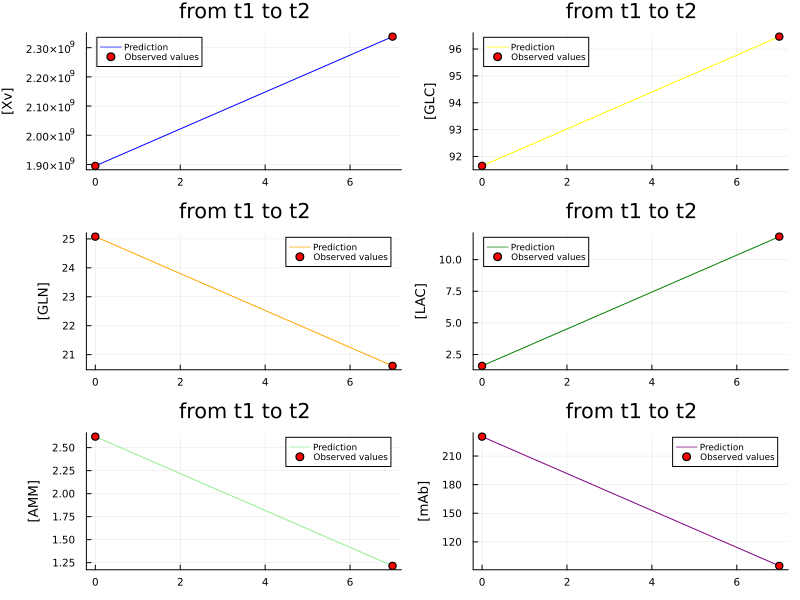 from t1 to t2
[Xv]
2.30×10⁹
2.20×10⁹
2.10×10⁹
2.00×10⁹
1.90×10⁹
0 2 4 6
Prediction
Observed values
from t1 to t2
[GLC]
96
95
94
93
92
0 2 4 6
Prediction
Observed values
from t1 to t2
[GLN]
25
24
23
22
21
0 2 4 6
Prediction
Observed values
from t1 to t2
[LAC]
10.0
7.5
5.0
2.5
0 2 4 6
Prediction
Observed values
from t1 to t2
[AMM]
2.50
2.25
2.00
1.75
1.50
1.25
0 2 4 6
Prediction
Observed values
from t1 to t2
[mAb]
210
180
150
120
0 2 4 6
Prediction
Observed values